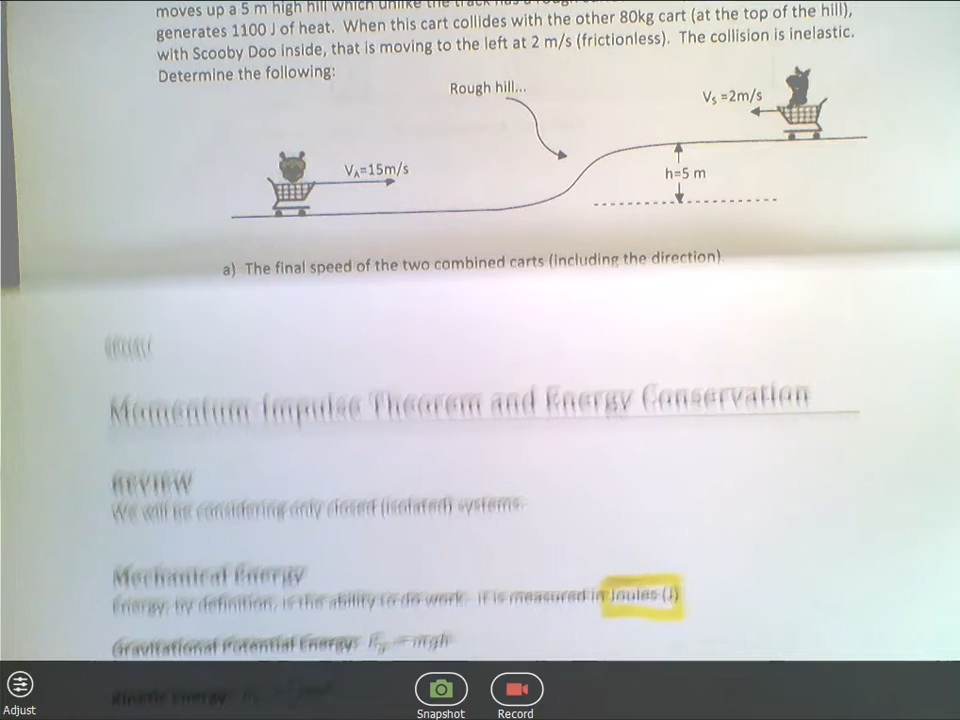 moves up a 5 m high hill which unlike the track has a rough
generates 1100 J of heat. When this cart collides with the other 80kg cart (at the top of the hill),
with Scooby Doo inside, that is moving to the left at 2 m/s (frictionless). The collision is inelastic.
Determine the following:
Rough hill...
Vs =2m/s
VA=15m/s
h=5 m
a) The final speed of the two combined carts (including the direction).
Momentum Impulse Theorem and Energy Conservation
REVIEW
We will be considering only closed (isolated) systems.
Mechanical Energy
Energy, by definition, is the ability to do work. It is measured in Joules (J)
Gravitational Potential Energy: = mgh
Kinetic Energy:
Adjust
Snapshot
Record